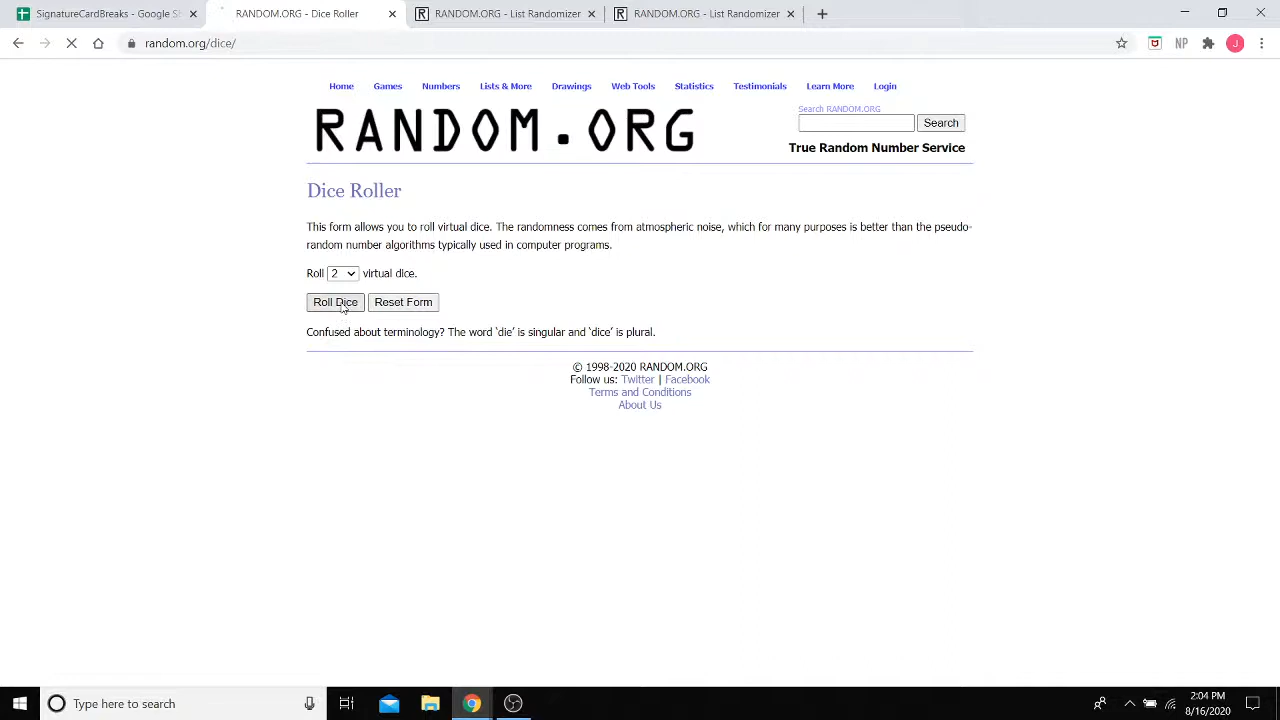 SignatureCardBreaks - Google S
RANDOM.ORG - Dice Roller
RANDOM.ORG - List Randomizer
RANDOM.ORG - List Randomizer
random.org/dice/
NP
J
Home Games Numbers Lists & More Drawings Web Tools Statistics Testimonials Learn More Login
RANDOM.ORG
Search RANDOM.ORG
Search
True Random Number Service
Dice Roller
This form allows you to roll virtual dice. The randomness comes from atmospheric noise, which for many purposes is better than the pseudo-
random number algorithms typically used in computer programs.
Roll 2 virtual dice.
Roll Dice Reset Form
Confused about terminology? The word ‘die’ is singular and ‘dice’ is plural.
© 1998-2020 RANDOM.ORG
Follow us: Twitter | Facebook
Terms and Conditions
About Us
Type here to search
2:04 PM
8/16/2020